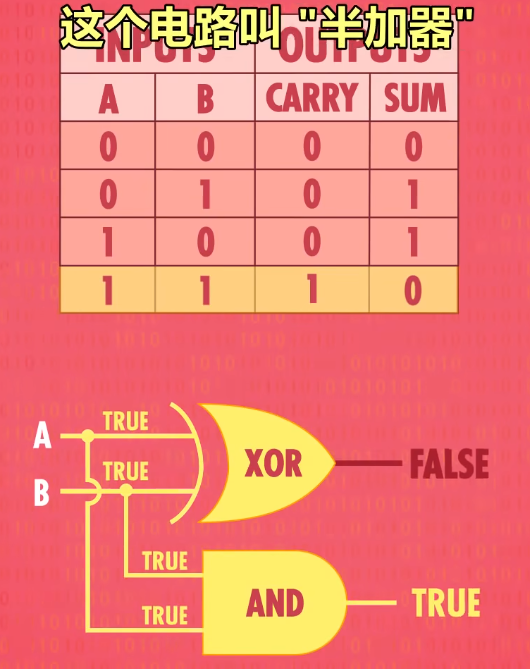 这个电路叫 "半加器"
INPUTS OUTPUTS
A B CARRY SUM
0 0 0 0
0 1 0 1
1 0 0 1
1 1 1 0
TRUE
A
TRUE
XOR
FALSE
B
TRUE
AND
TRUE
TRUE